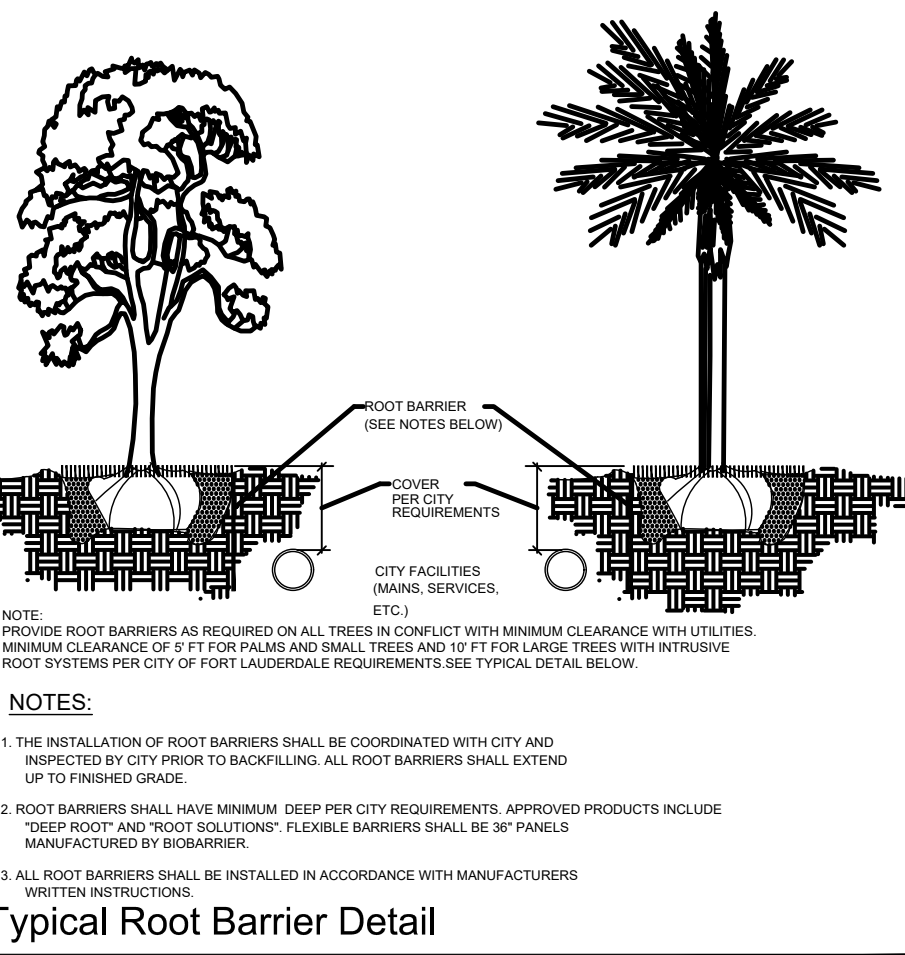 ROOT BARRIER
(SEE NOTES BELOW)
COVER
PER CITY
REQUIREMENTS
CITY FACILITIES
(MAINS, SERVICES,
ETC.)
NOTE:
PROVIDE ROOT BARRIERS AS REQUIRED ON ALL TREES IN CONFLICT WITH MINIMUM CLEARANCE WITH UTILITIES.
MINIMUM CLEARANCE OF 5' FT FOR PALMS AND SMALL TREES AND 10' FT FOR LARGE TREES WITH INTRUSIVE
ROOT SYSTEMS PER CITY OF FORT LAUDERDALE REQUIREMENTS.SEE TYPICAL DETAIL BELOW.
NOTES:
1. THE INSTALLATION OF ROOT BARRIERS SHALL BE COORDINATED WITH CITY AND
INSPECTED BY CITY PRIOR TO BACKFILLING. ALL ROOT BARRIERS SHALL EXTEND
UP TO FINISHED GRADE.
2. ROOT BARRIERS SHALL HAVE MINIMUM DEEP PER CITY REQUIREMENTS. APPROVED PRODUCTS INCLUDE
"DEEP ROOT" AND "ROOT SOLUTIONS". FLEXIBLE BARRIERS SHALL BE 36" PANELS
MANUFACTURED BY BIOBARRIER.
3. ALL ROOT BARRIERS SHALL BE INSTALLED IN ACCORDANCE WITH MANUFACTURERS
WRITTEN INSTRUCTIONS.
Typical Root Barrier Detail